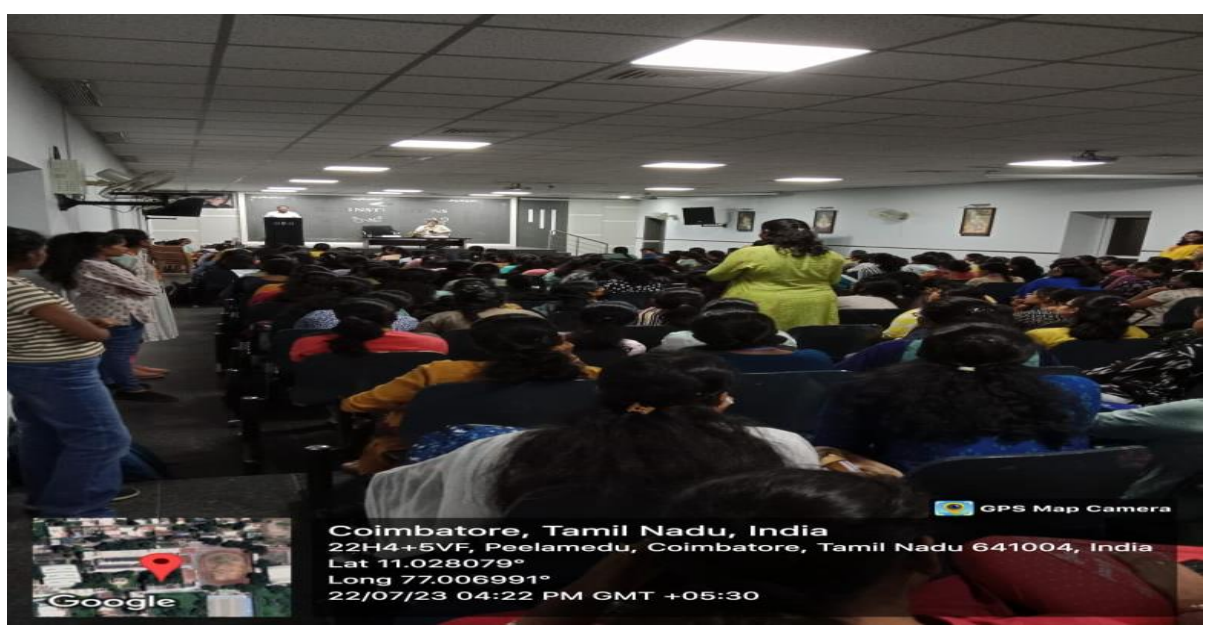 GPS Map Camera
Coimbatore, Tamil Nadu, India
22H4+5VF, Peelamedu, Coimbatore, Tamil Nadu 641004, India
Lat 11.028079°
Long 77.006991°
22/07/23 04:22 PM GMT +05:30
Google